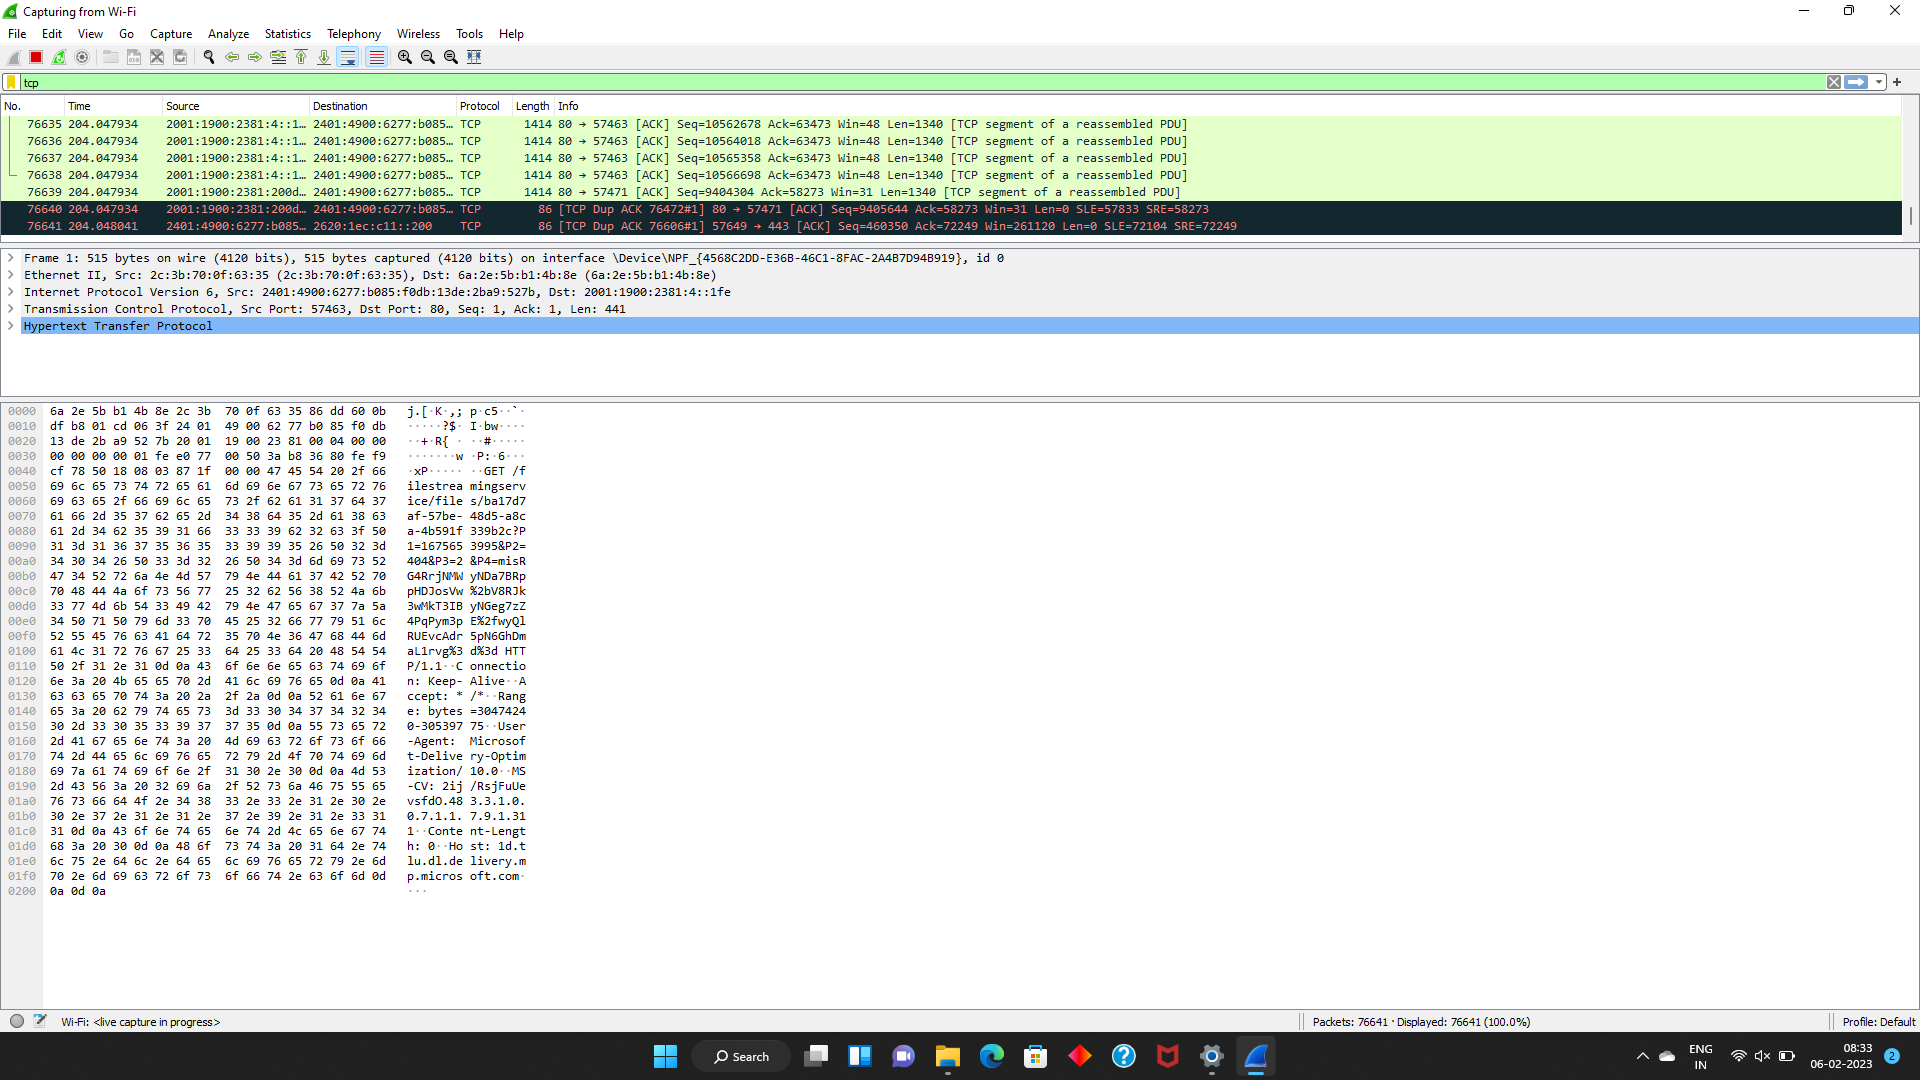 Capturing from Wi-Fi
File Edit View Go Capture Analyze Statistics Telephony Wireless Tools Help
tcp
No. Time Source Destination Protocol Length Info
76635 204.047934 2001:1900:2381:4::1… 2401:4900:6277:b085… TCP 1414 80 → 57463 [ACK] Seq=10562678 Ack=63473 Win=48 Len=1340 [TCP segment of a reassembled PDU]
76636 204.047934 2001:1900:2381:4::1… 2401:4900:6277:b085… TCP 1414 80 → 57463 [ACK] Seq=10564018 Ack=63473 Win=48 Len=1340 [TCP segment of a reassembled PDU]
76637 204.047934 2001:1900:2381:4::1… 2401:4900:6277:b085… TCP 1414 80 → 57463 [ACK] Seq=10565358 Ack=63473 Win=48 Len=1340 [TCP segment of a reassembled PDU]
76638 204.047934 2001:1900:2381:4::1… 2401:4900:6277:b085… TCP 1414 80 → 57463 [ACK] Seq=10566698 Ack=63473 Win=48 Len=1340 [TCP segment of a reassembled PDU]
76639 204.047934 2001:1900:2381:200d… 2401:4900:6277:b085… TCP 1414 80 → 57471 [ACK] Seq=9404304 Ack=58273 Win=31 Len=1340 [TCP segment of a reassembled PDU]
76640 204.047934 2001:1900:2381:200d… 2401:4900:6277:b085… TCP 86 [TCP Dup ACK 76472#1] 80 → 57471 [ACK] Seq=9405644 Ack=58273 Win=31 Len=0 SLE=57833 SRE=58273
76641 204.048041 2401:4900:6277:b085… 2620:1ec:c11::200 TCP 86 [TCP Dup ACK 76606#1] 57649 → 443 [ACK] Seq=460350 Ack=72249 Win=261120 Len=0 SLE=72104 SRE=72249
Frame 1: 515 bytes on wire (4120 bits), 515 bytes captured (4120 bits) on interface \Device\NPF_{4568C2DD-E36B-46C1-8FAC-2A4B7D94B919}, id 0
Ethernet II, Src: 2c:3b:70:0f:63:35 (2c:3b:70:0f:63:35), Dst: 6a:2e:5b:b1:4b:8e (6a:2e:5b:b1:4b:8e)
Internet Protocol Version 6, Src: 2401:4900:6277:b085:f0db:13de:2ba9:527b, Dst: 2001:1900:2381:4::1fe
Transmission Control Protocol, Src Port: 57463, Dst Port: 80, Seq: 1, Ack: 1, Len: 441
Hypertext Transfer Protocol
0000 6a 2e 5b b1 4b 8e 2c 3b 70 0f 63 35 86 dd 60 0b j.[·K·,; p·c5··`·
0010 df b8 01 cd 06 3f 24 01 49 00 62 77 b0 85 f0 db ·····?$· I·bw····
0020 13 de 2b a9 52 7b 20 01 19 00 23 81 00 04 00 00 ··+·R{ · ··#·····
0030 00 00 00 00 01 fe e0 77 00 50 3a b8 36 80 fe f9 ·······w ·P:·6···
0040 cf 78 50 18 08 03 87 1f 00 00 47 45 54 20 2f 66 ·xP····· ··GET /f
0050 69 6c 65 73 74 72 65 61 6d 69 6e 67 73 65 72 76 ilestrea mingserv
0060 69 63 65 2f 66 69 6c 65 73 2f 62 61 31 37 64 37 ice/file s/ba17d7
0070 61 66 2d 35 37 62 65 2d 34 38 64 35 2d 61 38 63 af-57be- 48d5-a8c
0080 61 2d 34 62 35 39 31 66 33 33 39 62 32 63 3f 50 a-4b591f 339b2c?P
0090 31 3d 31 36 37 35 36 35 33 39 39 35 26 50 32 3d 1=167565 3995&P2=
00a0 34 30 34 26 50 33 3d 32 26 50 34 3d 6d 69 73 52 404&P3=2 &P4=misR
00b0 47 34 52 72 6a 4e 4d 57 79 4e 44 61 37 42 52 70 G4RrjNMW yNDa7BRp
00c0 70 48 44 4a 6f 73 56 77 25 32 62 56 38 52 4a 6b pHDJosVw %2bV8RJk
00d0 33 77 4d 6b 54 33 49 42 79 4e 47 65 67 37 7a 5a 3wMkT3IB yNGeg7zZ
00e0 34 50 71 50 79 6d 33 70 45 25 32 66 77 79 51 6c 4PqPym3p E%2fwyQl
00f0 52 55 45 76 63 41 64 72 35 70 4e 36 47 68 44 6d RUEvcAdr 5pN6GhDm
0100 61 4c 31 72 76 67 25 33 64 25 33 64 20 48 54 54 aL1rvg%3 d%3d HTT
0110 50 2f 31 2e 31 0d 0a 43 6f 6e 6e 65 63 74 69 6f P/1.1··C onnectio
0120 6e 3a 20 4b 65 65 70 2d 41 6c 69 76 65 0d 0a 41 n: Keep- Alive··A
0130 63 63 65 70 74 3a 20 2a 2f 2a 0d 0a 52 61 6e 67 ccept: * /*··Rang
0140 65 3a 20 62 79 74 65 73 3d 33 30 34 37 34 32 34 e: bytes =3047424
0150 30 2d 33 30 35 33 39 37 37 35 0d 0a 55 73 65 72 0-305397 75··User
0160 2d 41 67 65 6e 74 3a 20 4d 69 63 72 6f 73 6f 66 -Agent: Microsof
0170 74 2d 44 65 6c 69 76 65 72 79 2d 4f 70 74 69 6d t-Delive ry-Optim
0180 69 7a 61 74 69 6f 6e 2f 31 30 2e 30 0d 0a 4d 53 ization/ 10.0··MS
0190 2d 43 56 3a 20 32 69 6a 2f 52 73 6a 46 75 55 65 -CV: 2ij /RsjFuUe
01a0 76 73 66 64 4f 2e 34 38 33 2e 33 2e 31 2e 30 2e vsfdO.48 3.3.1.0.
01b0 30 2e 37 2e 31 2e 31 2e 37 2e 39 2e 31 2e 33 31 0.7.1.1. 7.9.1.31
01c0 31 0d 0a 43 6f 6e 74 65 6e 74 2d 4c 65 6e 67 74 1··Conte nt-Lengt
01d0 68 3a 20 30 0d 0a 48 6f 73 74 3a 20 31 64 2e 74 h: 0··Ho st: 1d.t
01e0 6c 75 2e 64 6c 2e 64 65 6c 69 76 65 72 79 2e 6d lu.dl.de livery.m
01f0 70 2e 6d 69 63 72 6f 73 6f 66 74 2e 63 6f 6d 0d p.micros oft.com·
0200 0a 0d 0a ···
Wi-Fi: <live capture in progress> Packets: 76641 · Displayed: 76641 (100.0%) Profile: Default
Search ENG IN 08:33 06-02-2023 2